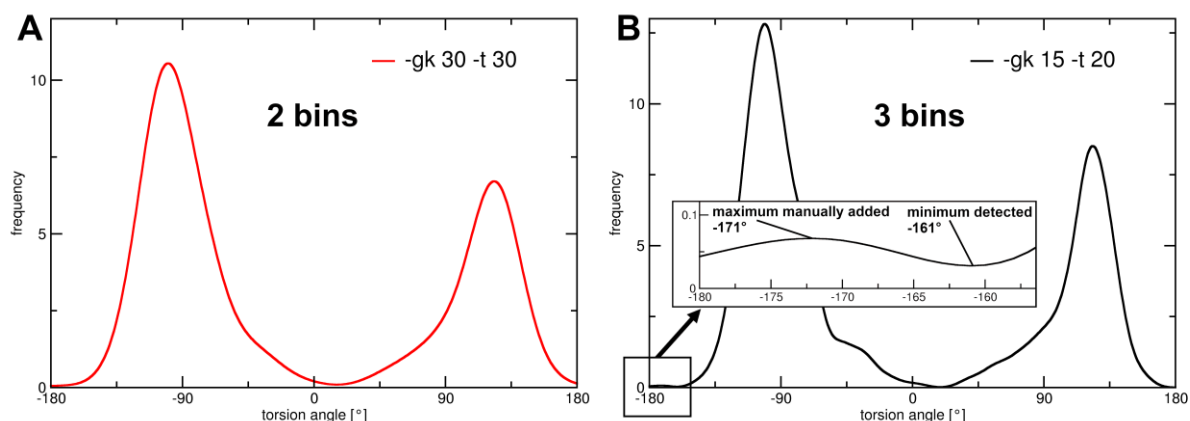 A
-gk 30 -t 30
2 bins
10
5
0
frequency
-180
-90
0
90
180
torsion angle [°]
B
-gk 15 -t 20
3 bins
10
5
0
frequency
maximum manually added
-171°
minimum detected
-161°
0.1
0
-180
-175
-170
-165
-160
-180
-90
0
90
180
torsion angle [°]